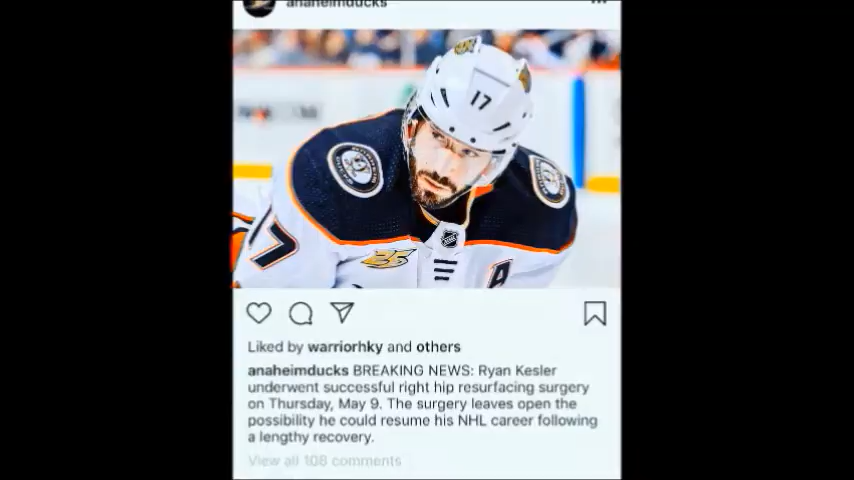 anaheimducks
17
17
25
A
Liked by warriorhky and others
anaheimducks BREAKING NEWS: Ryan Kesler
underwent successful right hip resurfacing surgery
on Thursday, May 9. The surgery leaves open the
possibility he could resume his NHL career following
a lengthy recovery.
View all 108 comments